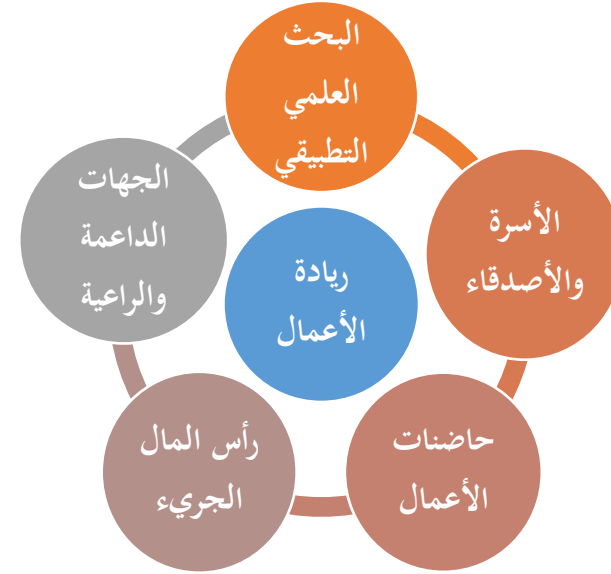 البحث
العلمي
التطبيقي
الأسرة
والأصدقاء
حاضنات
الأعمال
رأس المال
الجريء
الجهات
الداعمة
والراعية
ريادة
الأعمال